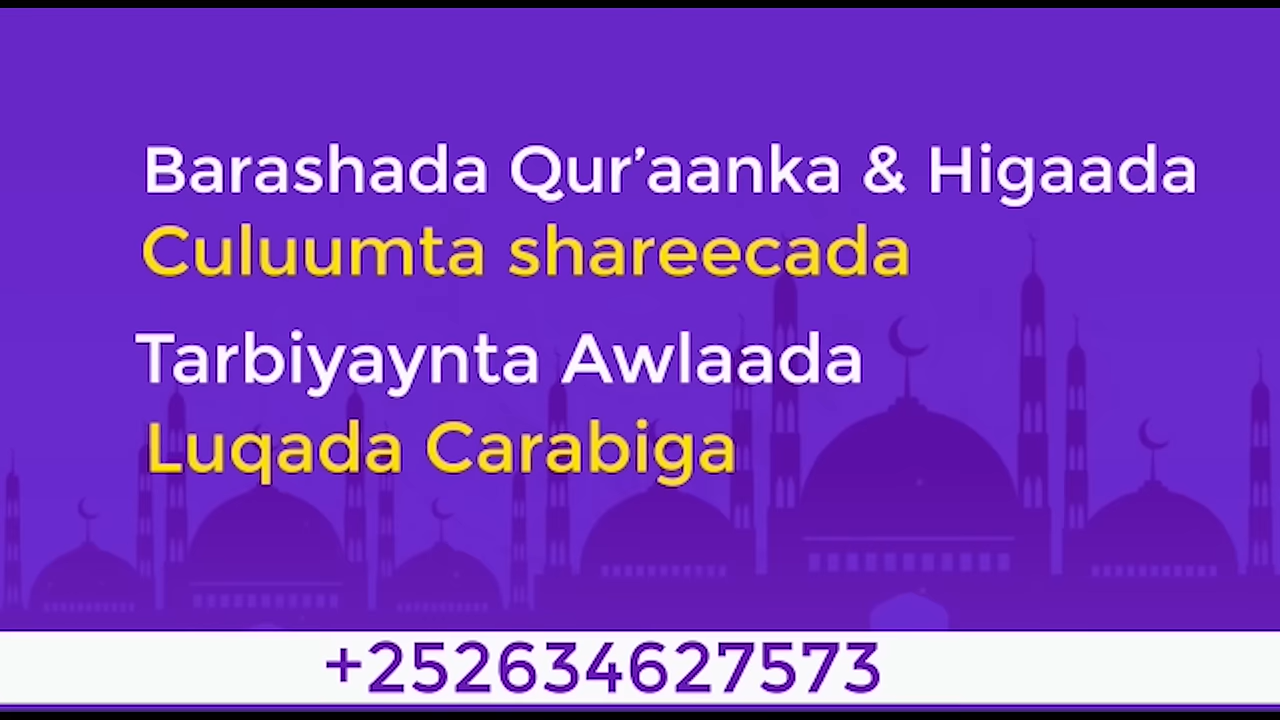 Barashada Qur’aanka & Higaada
Culuumta shareecada
Tarbiyaynta Awlaada
Luqada Carabiga
+252634627573